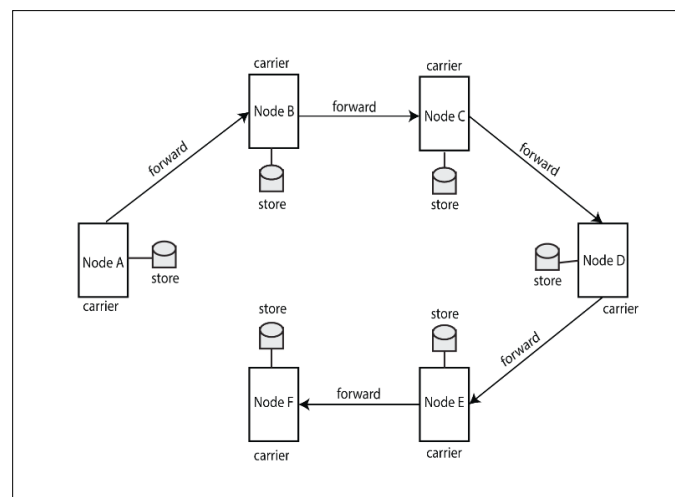 carrier
Node B
store
forward
carrier
Node C
store
forward
forward
Node A
store
carrier
Node D
store
carrier
forward
store
Node E
carrier
forward
store
Node F
carrier